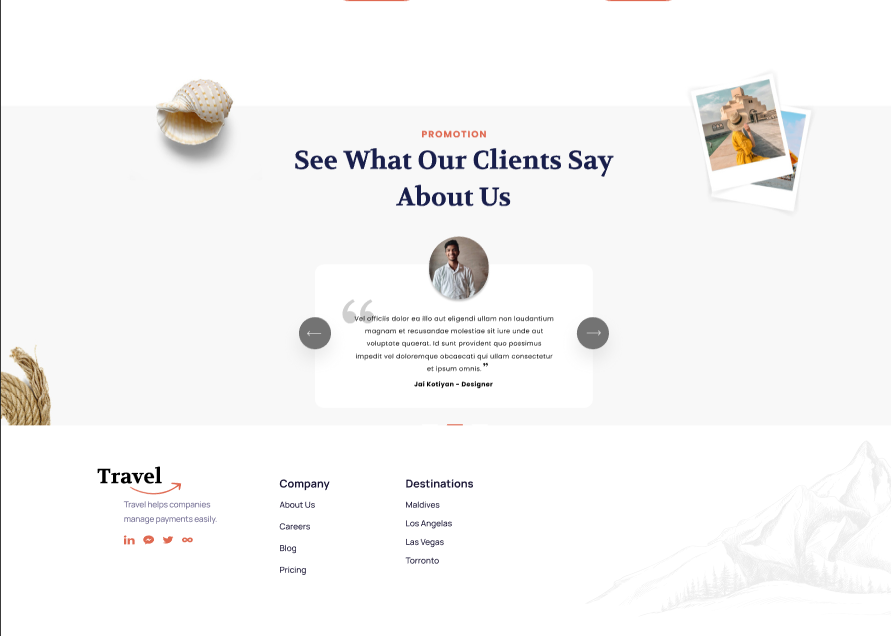 PROMOTION
See What Our Clients Say
About Us
“
Vel officiis dolor ea illo aut eligendi ullam non laudantium
magnam et recusandae molestiae sit iure unde aut
voluptate quaerat. Id sunt provident quo possimus
impedit vel doloremque obcaecati qui ullam consectetur
et ipsum omnis.”
Jai Kotiyan - Designer
Travel
Travel helps companies
manage payments easily.
in
Company
About Us
Careers
Blog
Pricing
Destinations
Maldives
Los Angelas
Las Vegas
Torronto